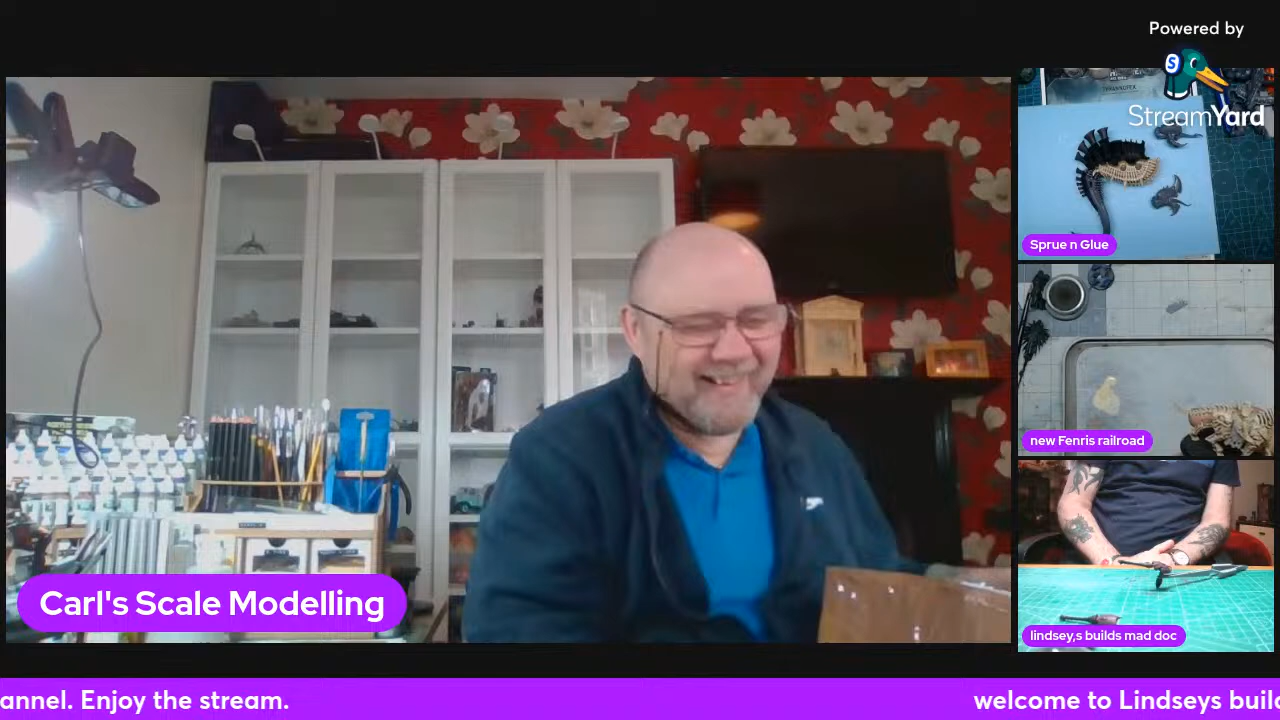 Powered by
StreamYard
Sprue n Glue
new Fenris railroad
Carl's Scale Modelling
lindsey,s builds mad doc
annel. Enjoy the stream.
welcome to Lindseys build